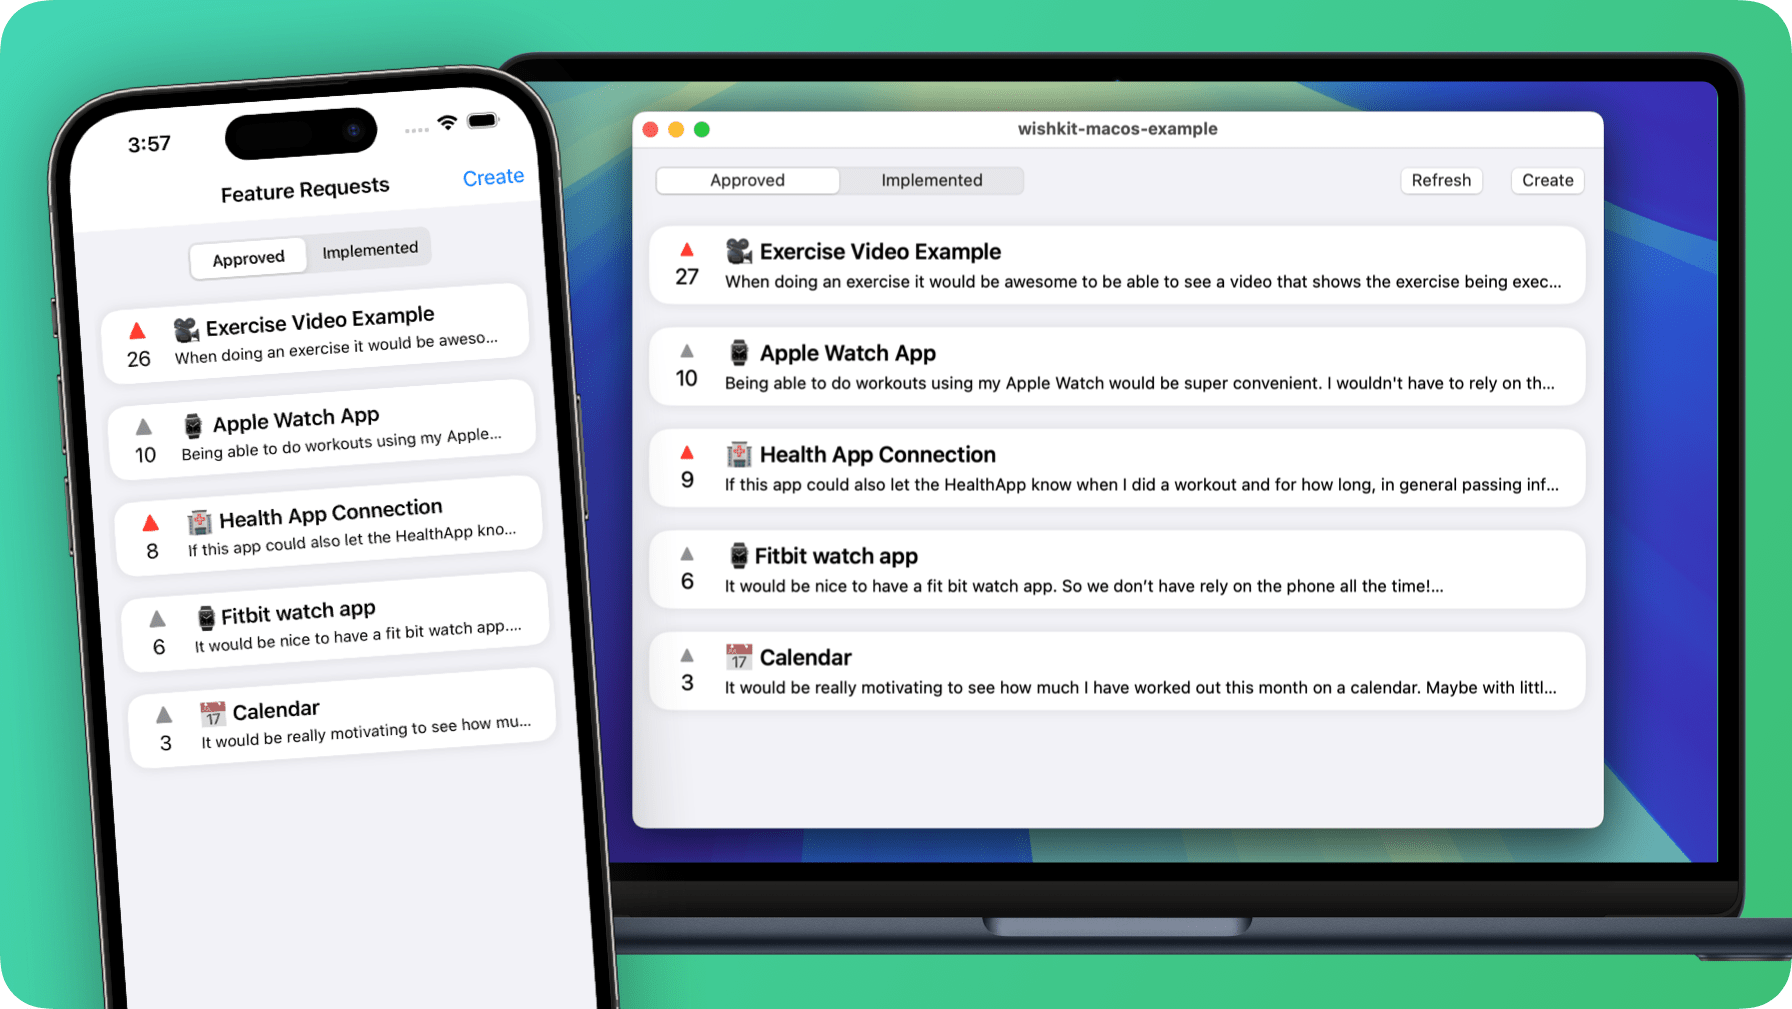 3:57
Feature Requests
Create
Approved
Implemented
26
🎥 Exercise Video Example
When doing an exercise it would be aweso...
10
Apple Watch App
Being able to do workouts using my Apple...
8
🏥 Health App Connection
If this app could also let the HealthApp kno...
6
Fitbit watch app
It would be nice to have a fit bit watch app....
3
17
Calendar
It would be really motivating to see how mu...
wishkit-macos-example
Approved
Implemented
Refresh
Create
27
Exercise Video Example
When doing an exercise it would be awesome to be able to see a video that shows the exercise being exec...
10
Apple Watch App
Being able to do workouts using my Apple Watch would be super convenient. I wouldn't have to rely on th...
9
Health App Connection
If this app could also let the HealthApp know when I did a workout and for how long, in general passing inf...
6
Fitbit watch app
It would be nice to have a fit bit watch app. So we don’t have rely on the phone all the time!...
3
17
Calendar
It would be really motivating to see how much I have worked out this month on a calendar. Maybe with littl...